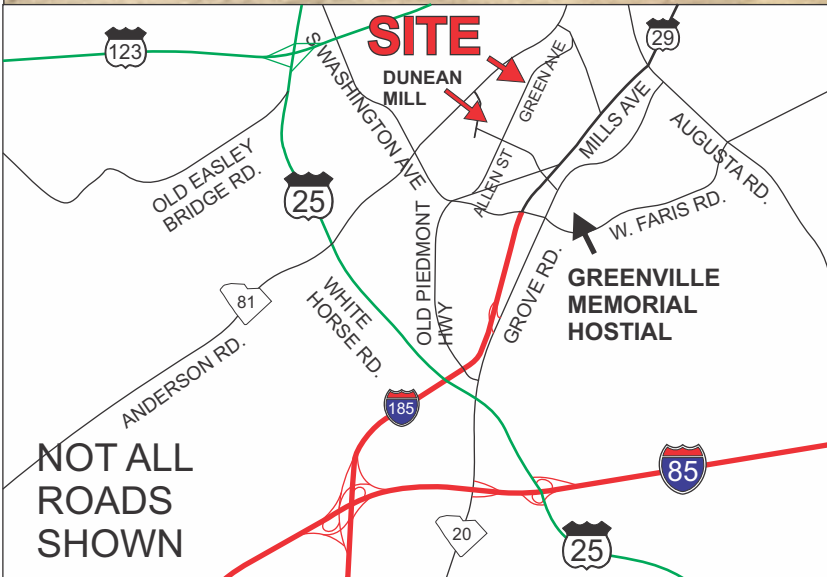 123
29
SITE
DUNEAN
MILL
S WASHINGTON AVE
GREEN AVE
MILLS AVE
AUGUSTA RD.
OLD EASLEY
BRIDGE RD.
25
ALLEN ST
W. FARIS RD.
OLD PIEDMONT
HWY
GROVE RD.
GREENVILLE
MEMORIAL
HOSTIAL
81
WHITE
HORSE RD.
ANDERSON RD.
185
NOT ALL
ROADS
SHOWN
85
20
25